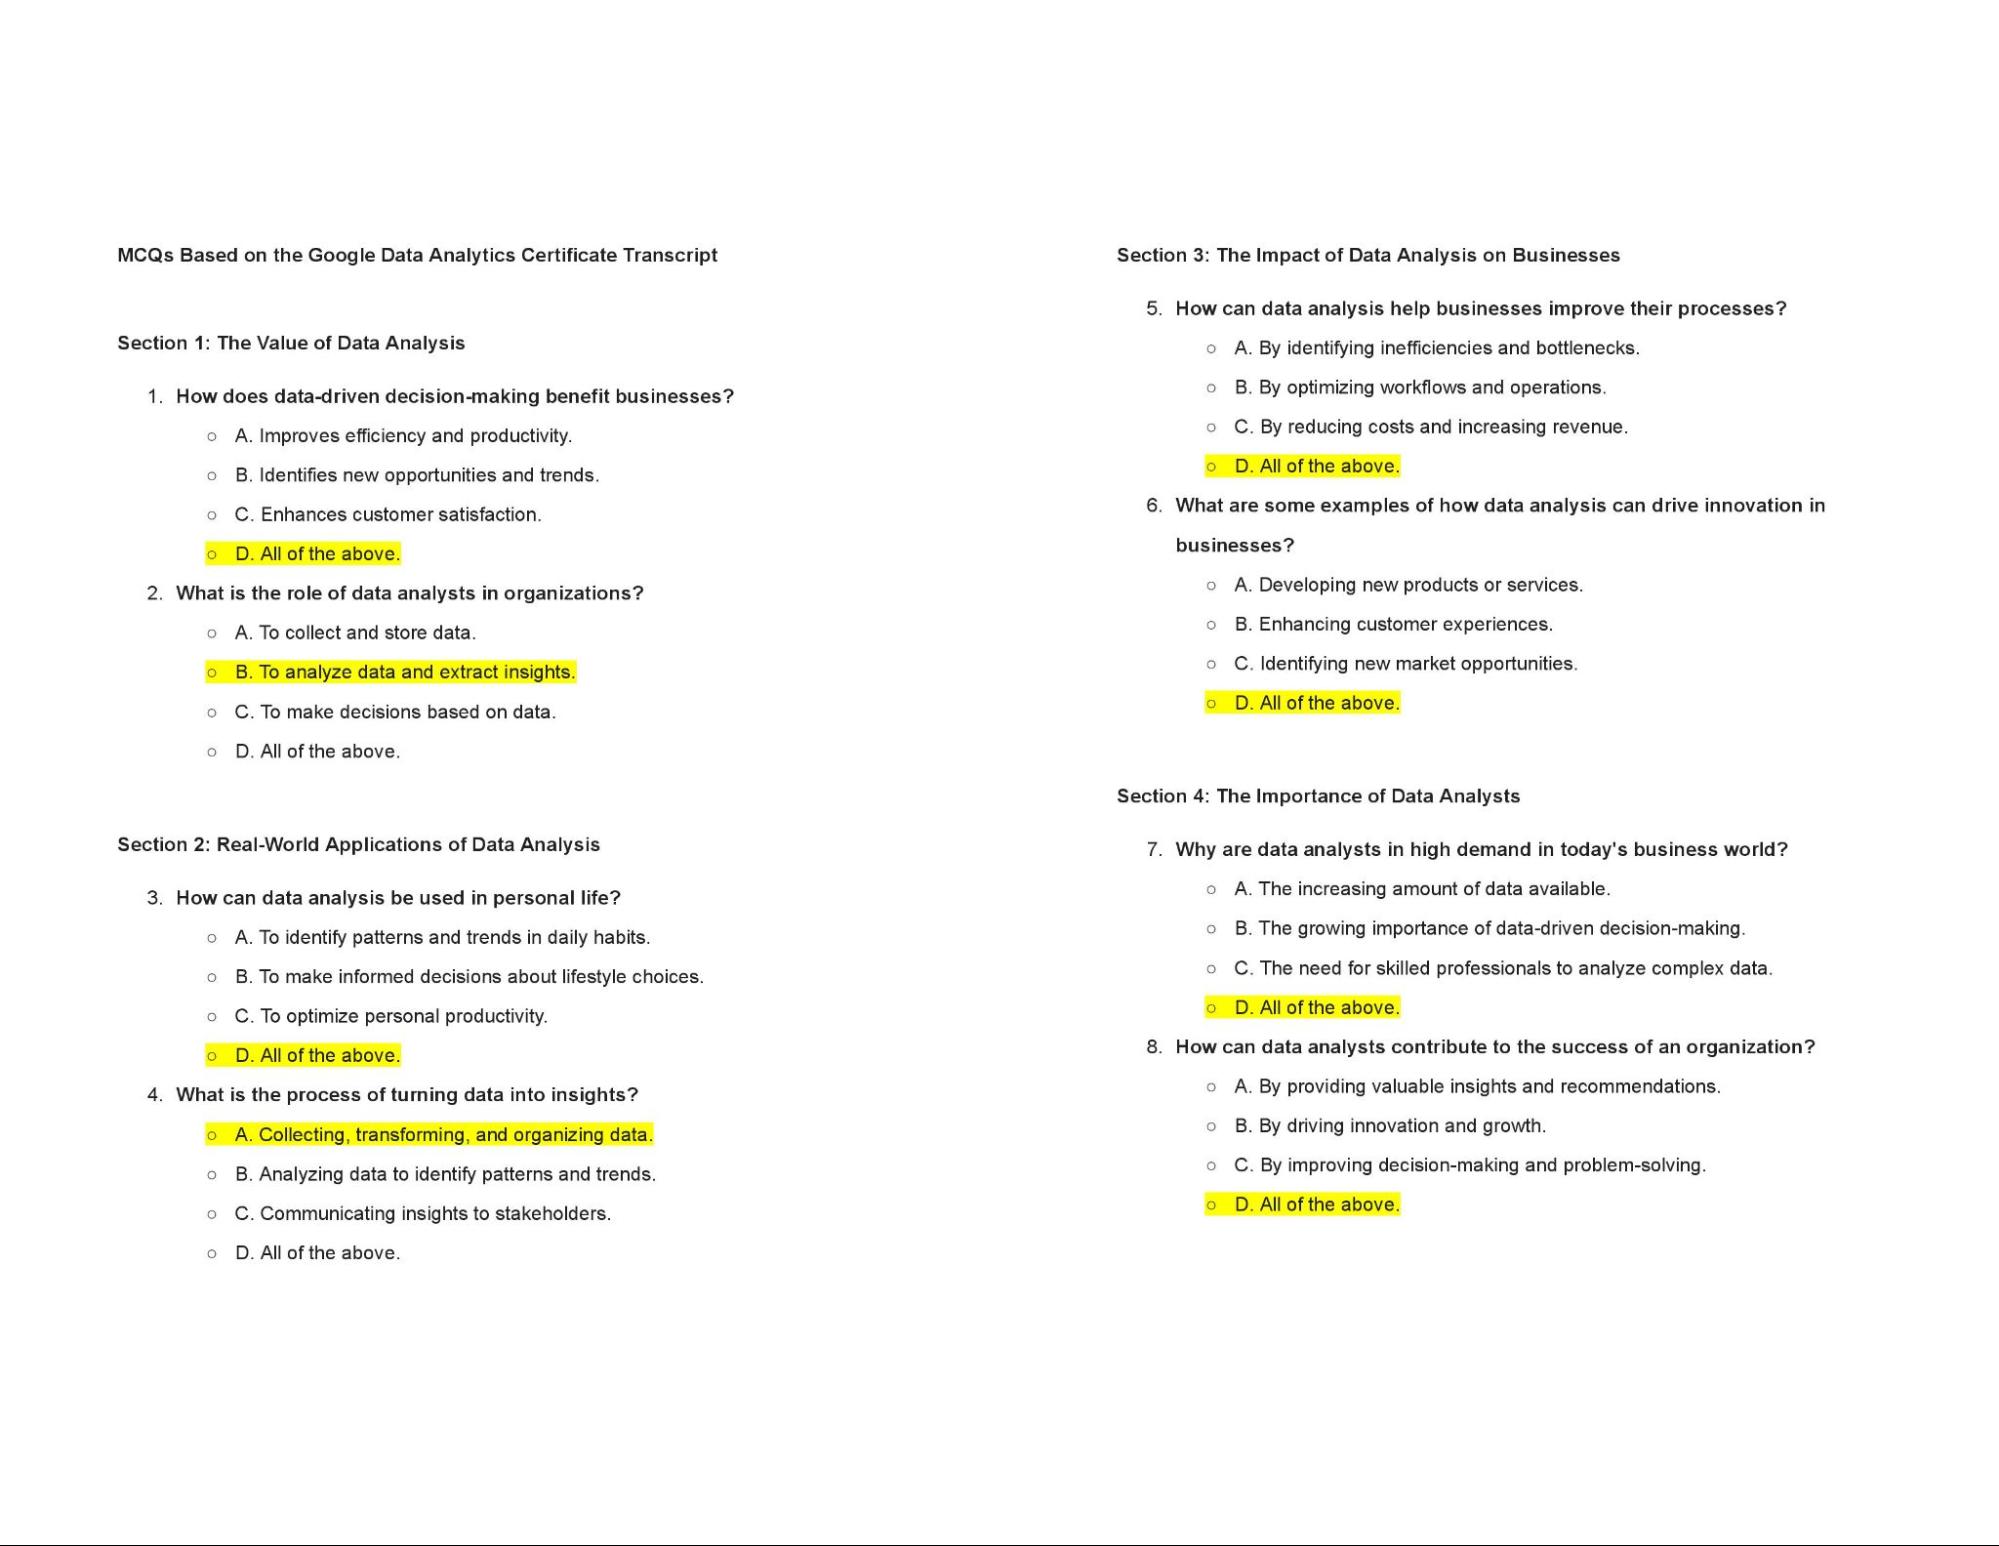 MCQs Based on the Google Data Analytics Certificate Transcript
Section 1: The Value of Data Analysis
1. How does data-driven decision-making benefit businesses?
○ A. Improves efficiency and productivity.
○ B. Identifies new opportunities and trends.
○ C. Enhances customer satisfaction.
○ D. All of the above.
2. What is the role of data analysts in organizations?
○ A. To collect and store data.
○ B. To analyze data and extract insights.
○ C. To make decisions based on data.
○ D. All of the above.
Section 2: Real-World Applications of Data Analysis
3. How can data analysis be used in personal life?
○ A. To identify patterns and trends in daily habits.
○ B. To make informed decisions about lifestyle choices.
○ C. To optimize personal productivity.
○ D. All of the above.
4. What is the process of turning data into insights?
○ A. Collecting, transforming, and organizing data.
○ B. Analyzing data to identify patterns and trends.
○ C. Communicating insights to stakeholders.
○ D. All of the above.
Section 3: The Impact of Data Analysis on Businesses
5. How can data analysis help businesses improve their processes?
○ A. By identifying inefficiencies and bottlenecks.
○ B. By optimizing workflows and operations.
○ C. By reducing costs and increasing revenue.
○ D. All of the above.
6. What are some examples of how data analysis can drive innovation in
businesses?
○ A. Developing new products or services.
○ B. Enhancing customer experiences.
○ C. Identifying new market opportunities.
○ D. All of the above.
Section 4: The Importance of Data Analysts
7. Why are data analysts in high demand in today's business world?
○ A. The increasing amount of data available.
○ B. The growing importance of data-driven decision-making.
○ C. The need for skilled professionals to analyze complex data.
○ D. All of the above.
8. How can data analysts contribute to the success of an organization?
○ A. By providing valuable insights and recommendations.
○ B. By driving innovation and growth.
○ C. By improving decision-making and problem-solving.
○ D. All of the above.